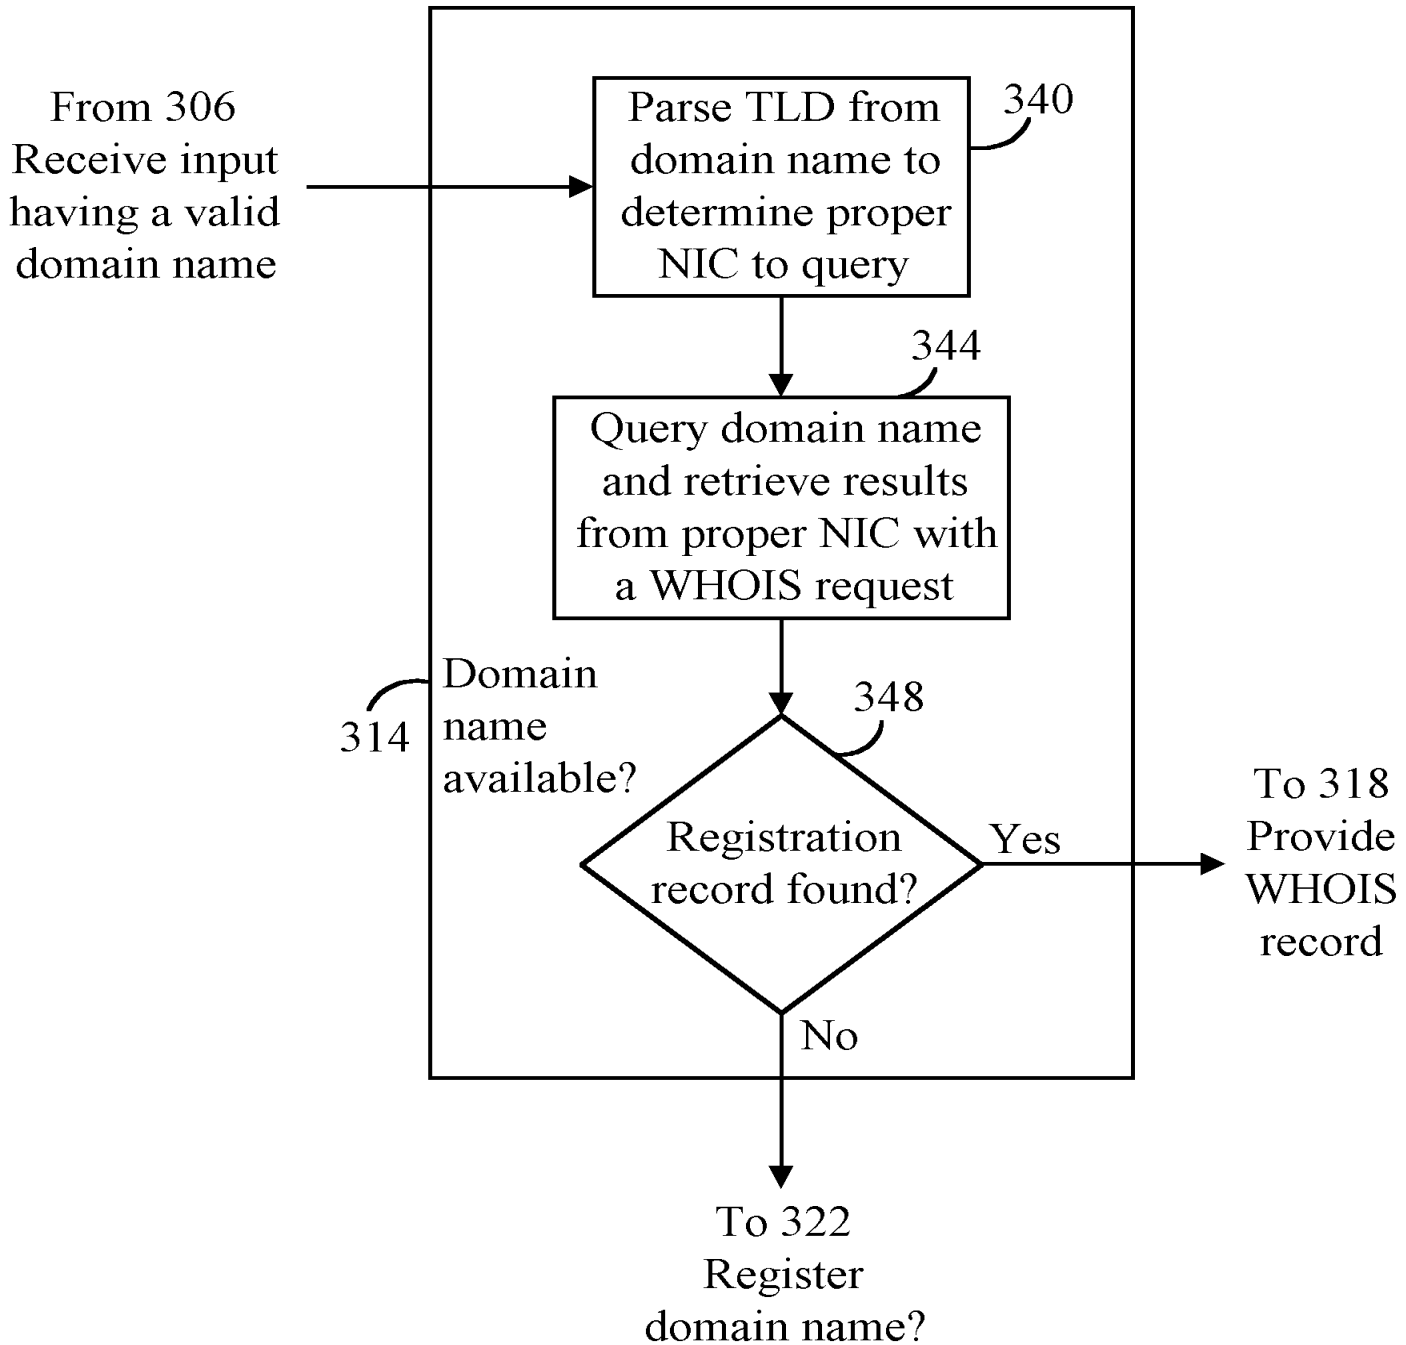 From 306
Receive input
having a valid
domain name
Parse TLD from
domain name to
determine proper
NIC to query
340
344
Query domain name
and retrieve results
from proper NIC with
a WHOIS request
314
Domain
name
available?
348
Registration
record found?
Yes
To 318
Provide
WHOIS
record
No
To 322
Register
domain name?